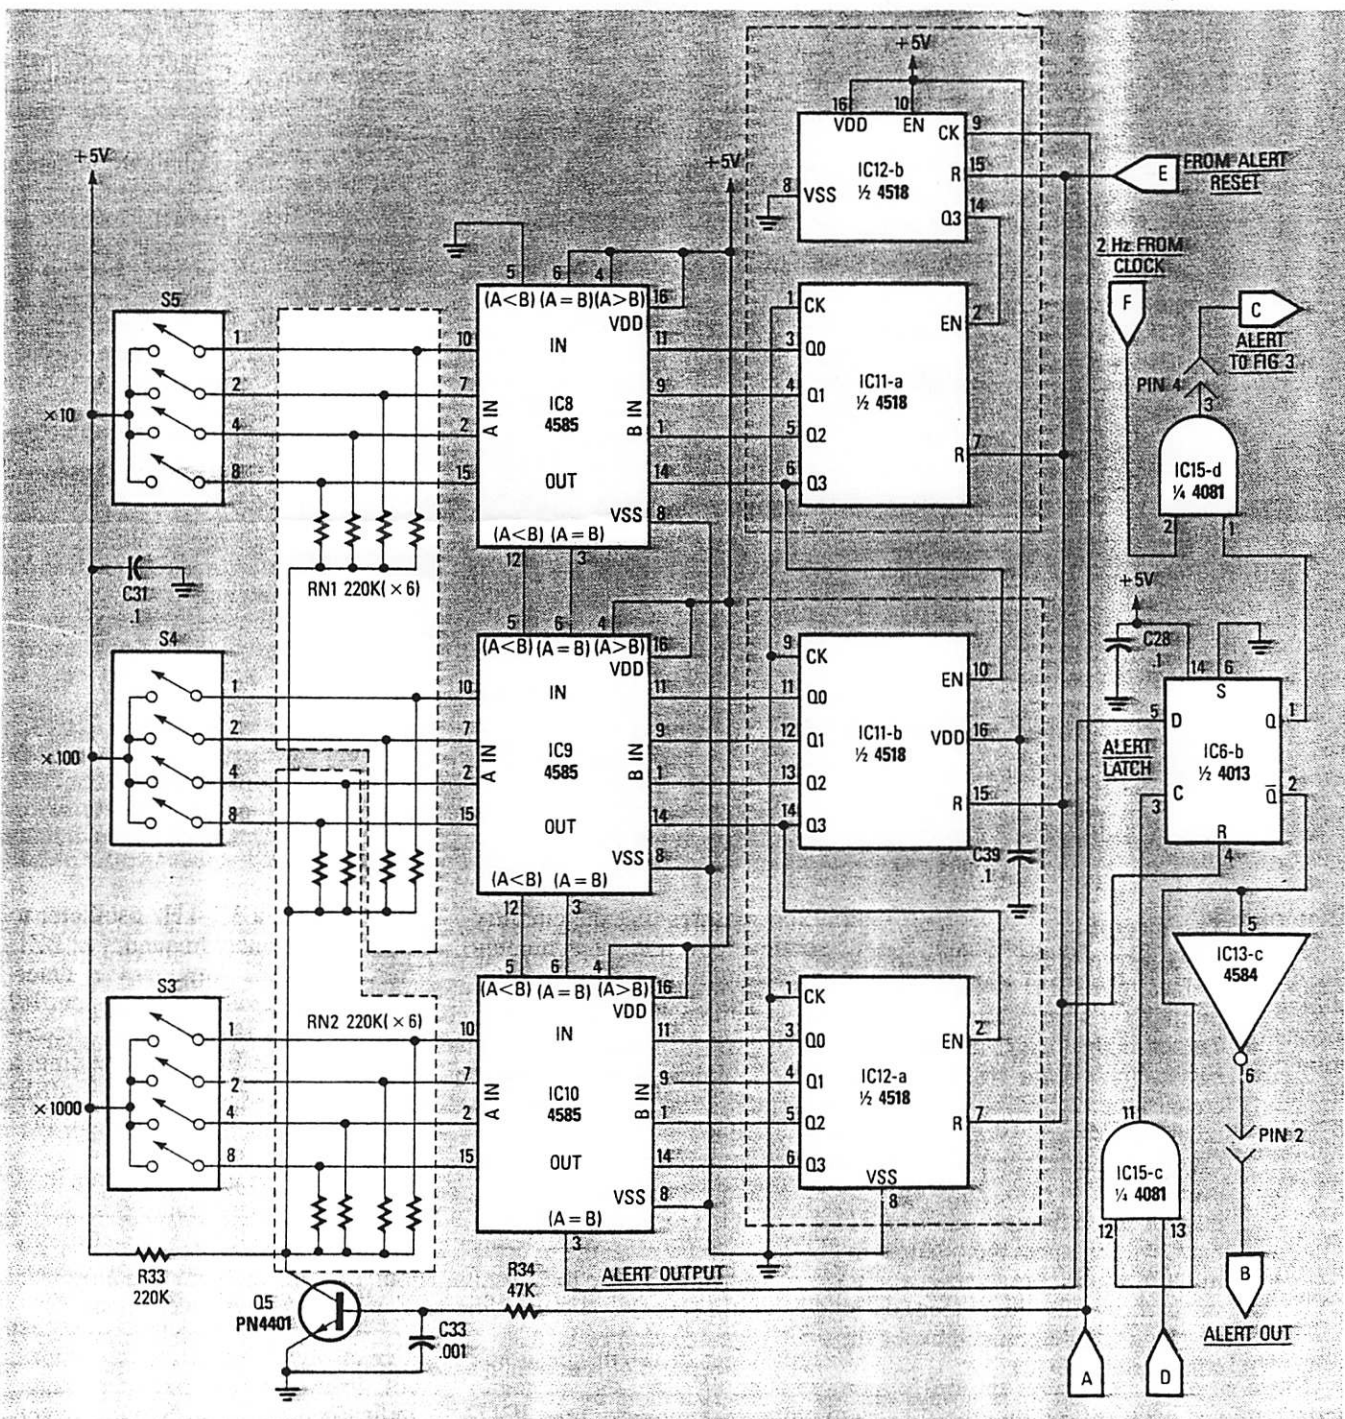 +5V
16 10
VDD EN
CK 9
IC12-b
½ 4518
R 15
8 VSS
Q3 14
E
FROM ALERT
RESET
+5V
+5V
2 Hz FROM
CLOCK
F
C
ALERT
TO FIG 3
PIN 4
3
IC15-d
¼ 4081
2 1
S5
1
2
4
8
×10
5 6 4
(A<B) (A=B) (A>B) 16
VDD
10 IN 11
7 9
IC8
4585
2 A IN B IN 1
15 OUT 14
VSS 8
(A<B) (A=B)
12 3
1 CK
EN 2
3 Q0
4 Q1
IC11-a
½ 4518
5 Q2
R 7
6 Q3
C31
.1
RN1 220K(×6)
S4
1
2
4
8
×100
5 6 4
(A<B) (A=B) (A>B) 16
VDD
10 IN 11
7 9
IC9
4585
2 A IN B IN 1
15 OUT 14
VSS 8
(A<B) (A=B)
12 3
9 CK
EN 10
11 Q0
12 Q1
IC11-b
½ 4518
VDD 16
13 Q2
R 15
14 Q3
C39
.1
+5V
C28
.1
14 6
S
5 D Q 1
ALERT
LATCH
IC6-b
½ 4013
3 C Q̅ 2
R
4
5
IC13-c
4584
6
PIN 2
S3
1
2
4
8
×1000
RN2 220K(×6)
5 6 4
(A<B) (A=B) (A>B) 16
VDD
10 IN 11
7 9
IC10
4585
2 A IN B IN 1
15 OUT 14
VSS 8
(A=B)
3
1 CK
3 Q0 EN 2
4 Q1
IC12-a
½ 4518
5 Q2
R 7
6 Q3
VSS
8
11
IC15-c
¼ 4081
12 13
B
ALERT OUT
R33
220K
ALERT OUTPUT
R34
47K
Q5
PN4401
C33
.001
A
D